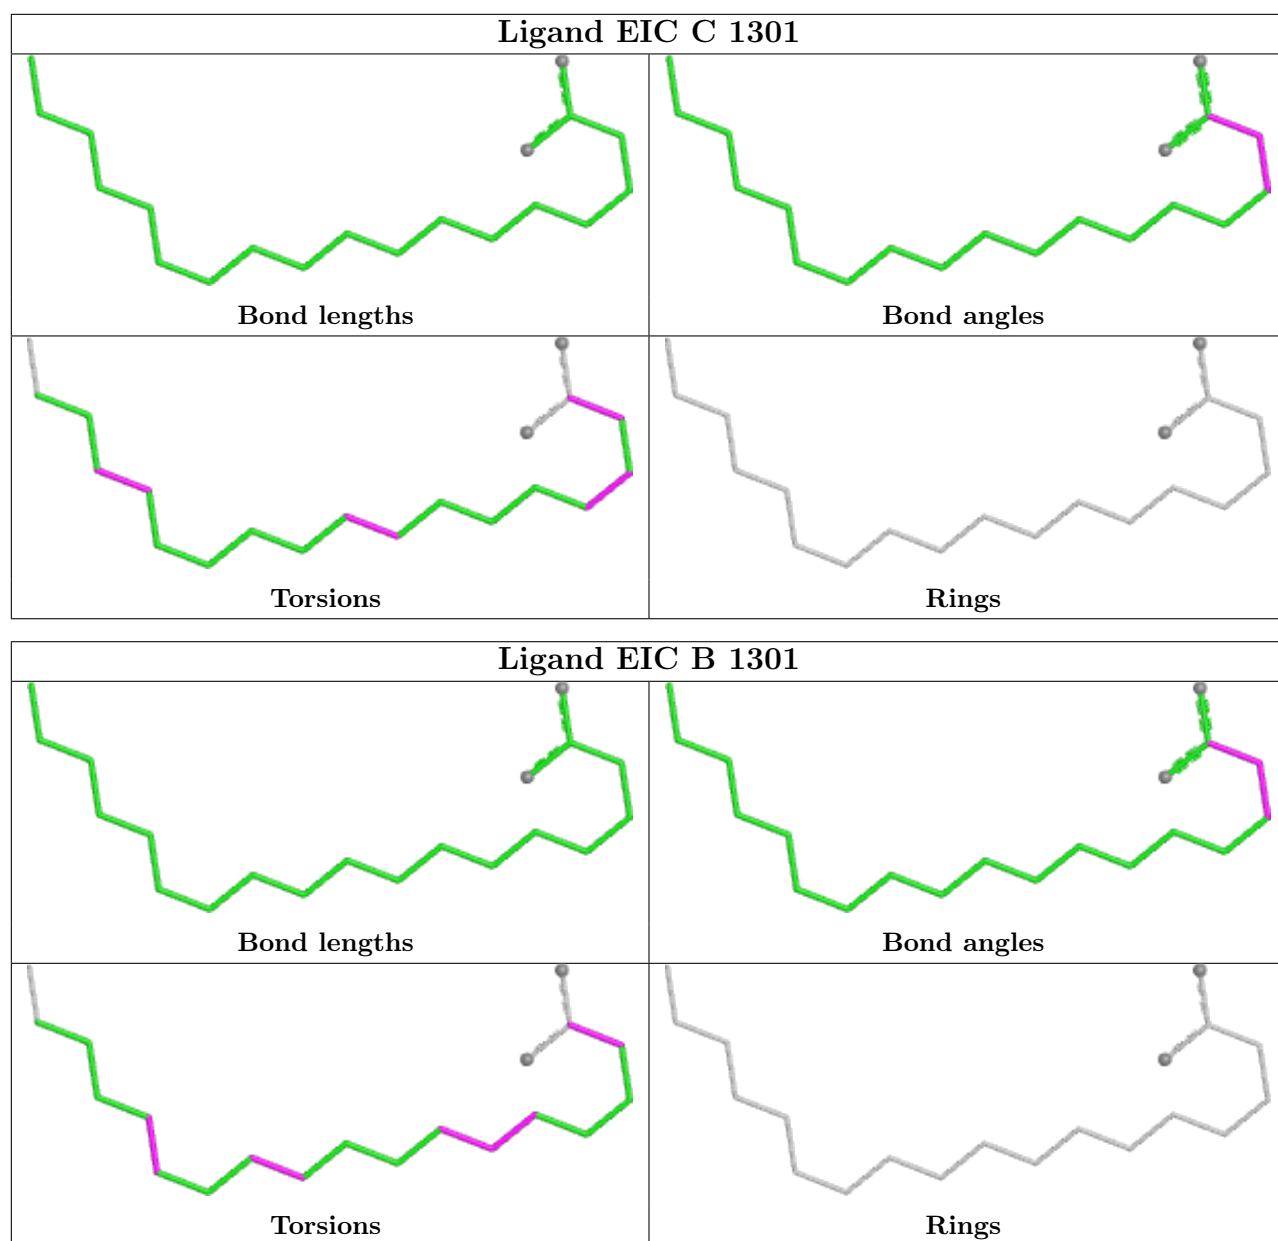 Ligand EIC C 1301
Bond lengths
Bond angles
Torsions
Rings
Ligand EIC B 1301
Bond lengths
Bond angles
Torsions
Rings